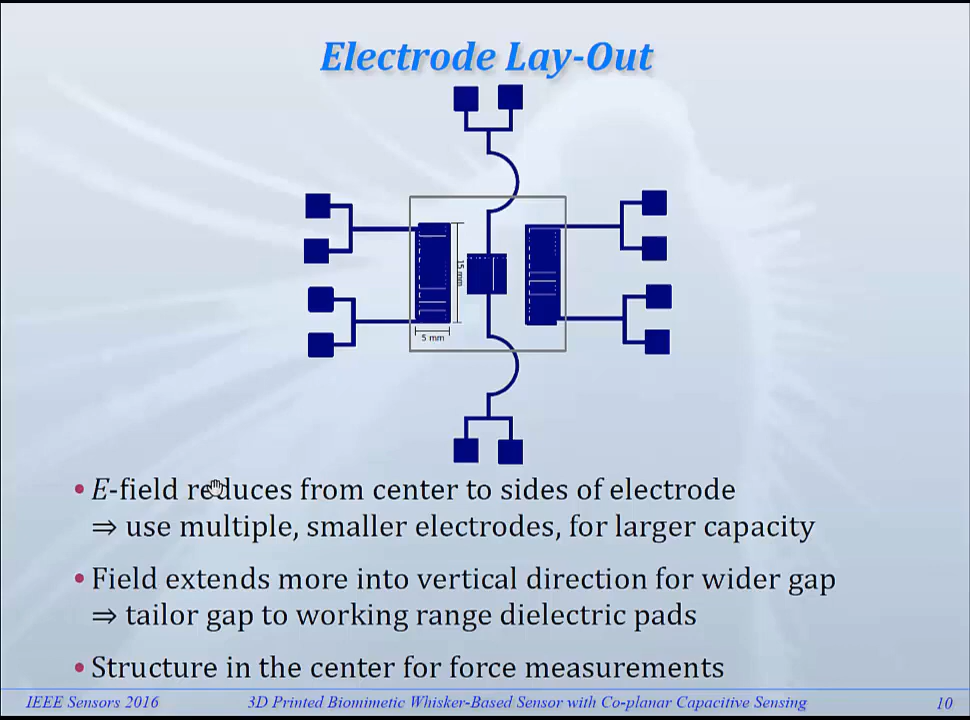 Electrode Lay-Out
15 mm
5 mm
• E-field reduces from center to sides of electrode
⇒ use multiple, smaller electrodes, for larger capacity
• Field extends more into vertical direction for wider gap
⇒ tailor gap to working range dielectric pads
• Structure in the center for force measurements
IEEE Sensors 2016 3D Printed Biomimetic Whisker-Based Sensor with Co-planar Capacitive Sensing 10